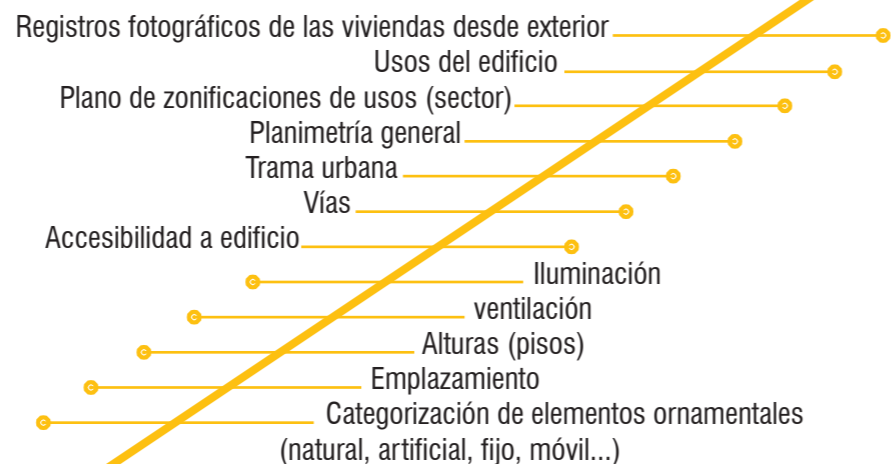 Registros fotográficos de las viviendas desde exterior
Usos del edificio
Plano de zonificaciones de usos (sector)
Planimetría general
Trama urbana
Vías
Accesibilidad a edificio
Iluminación
ventilación
Alturas (pisos)
Emplazamiento
Categorización de elementos ornamentales
(natural, artificial, fijo, móvil...)